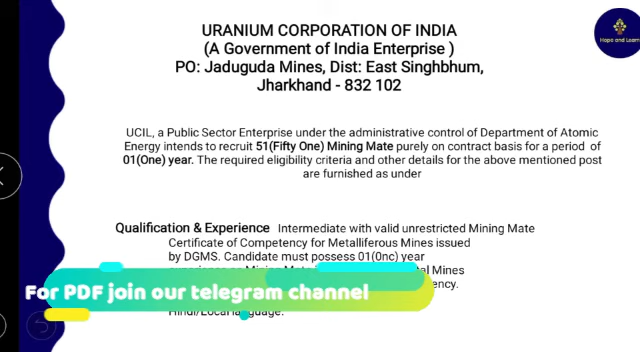 URANIUM CORPORATION OF INDIA
(A Government of India Enterprise )
PO: Jaduguda Mines, Dist: East Singhbhum,
Jharkhand - 832 102
Hope and Learn
UCIL, a Public Sector Enterprise under the administrative control of Department of Atomic
Energy intends to recruit 51(Fifty One) Mining Mate purely on contract basis for a period of
01(One) year. The required eligibility criteria and other details for the above mentioned post
are furnished as under
Qualification & Experience Intermediate with valid unrestricted Mining Mate
Certificate of Competency for Metalliferous Mines issued
by DGMS. Candidate must possess 01(0nc) year
Mines
For PDF join our telegram channel